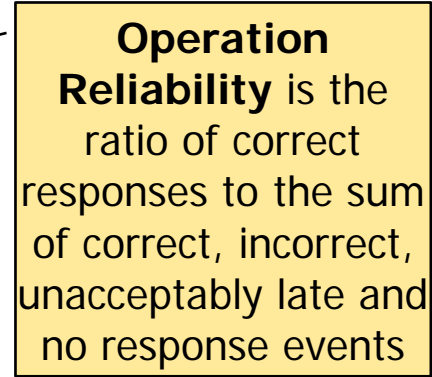 Operation
Reliability is the
ratio of correct
responses to the sum
of correct, incorrect,
unacceptably late and
no response events